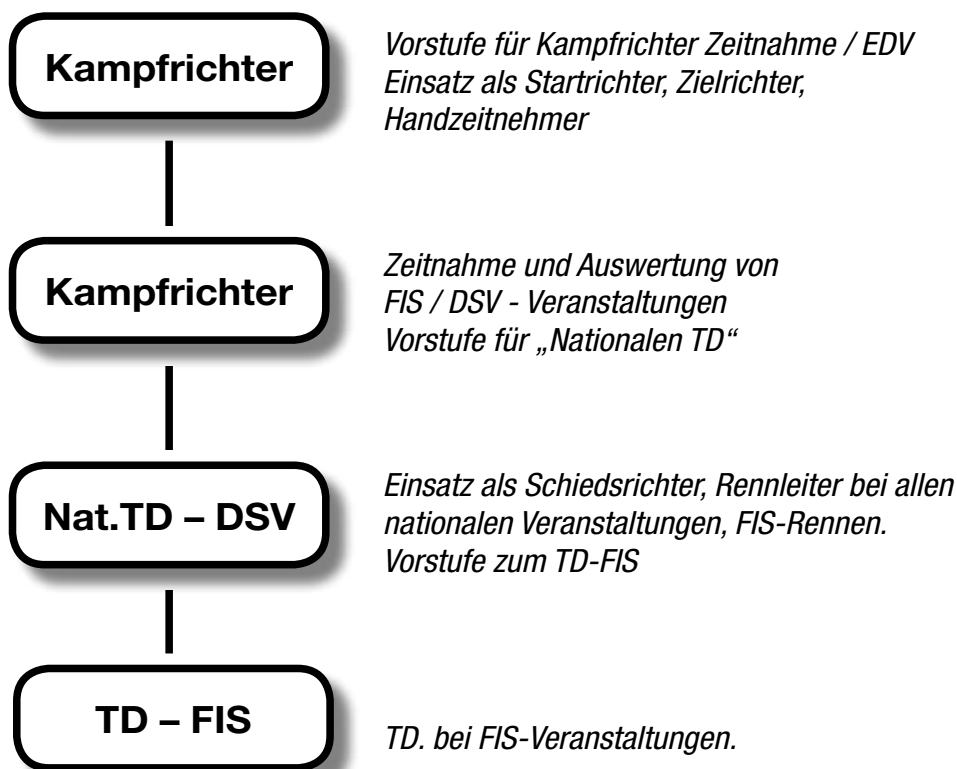 Kampfrichter
Vorstufe für Kampfrichter Zeitnahme / EDV
Einsatz als Startrichter, Zielrichter,
Handzeitnehmer
Kampfrichter
Zeitnahme und Auswertung von
FIS / DSV - Veranstaltungen
Vorstufe für „Nationalen TD“
Nat.TD – DSV
Einsatz als Schiedsrichter, Rennleiter bei allen
nationalen Veranstaltungen, FIS-Rennen.
Vorstufe zum TD-FIS
TD – FIS
TD. bei FIS-Veranstaltungen.